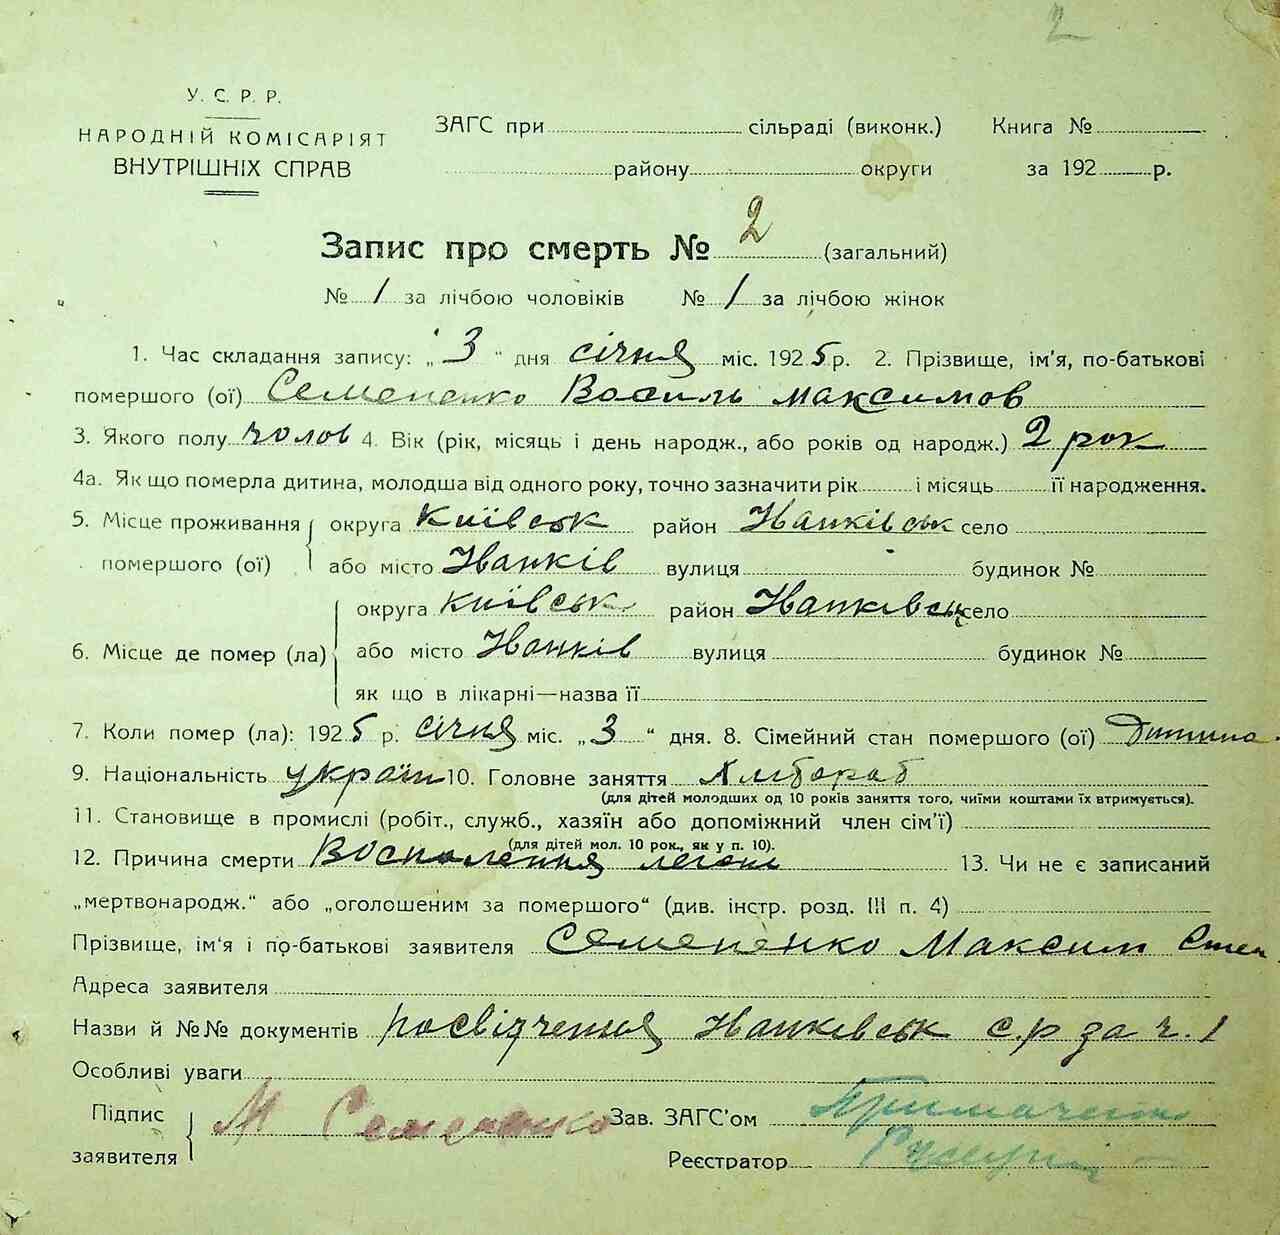 2
У. С. Р. Р.
НАРОДНІЙ КОМІСАРІЯТ
ВНУТРІШНІХ СПРАВ
ЗАГС при сільраді (виконк.)
району округи
Книга №
за 192 р.
Запис про смерть № 2 (загальний)
№ 1 за лічбою чоловіків № 1 за лічбою жінок
1. Час складання запису: „ 3 “ дня січня міс. 1925 р. 2. Прізвище, ім'я, по-батькові
помершого (ої) Семененко Василь Максимов
3. Якого полу чолов 4. Вік (рік, місяць і день народж., або років од народж.) 2 рок
4а. Як що померла дитина, молодша від одного року, точно зазначити рік і місяць її народження.
5. Місце проживання помершого (ої) округа Київськ район Іванківськ село
або місто Іванків вулиця будинок №
6. Місце де помер (ла) округа Київськ район Іванківськ село
або місто Іванків вулиця будинок №
як що в лікарні—назва її
7. Коли помер (ла): 1925 р. січня міс. „ 3 “ дня. 8. Сімейний стан помершого (ої) Дитина
9. Національність україн 10. Головне заняття Хлібороб
(для дітей молодших од 10 років заняття того, чиїми коштами їх втримується).
11. Становище в промислі (робіт., служб., хазяїн або допоміжний член сім'ї)
(для дітей мол. 10 рок., як у п. 10).
12. Причина смерти Воспалення легень 13. Чи не є записаний
„мертвонародж.“ або „оголошеним за помершого“ (див. інстр. розд. III п. 4)
Прізвище, ім'я і по-батькові заявителя Семененко Максим Степ
Адреса заявителя
Назви й №№ документів посвідчення Іванківськ с.р за ч. 1
Особливі уваги
Підпис заявителя М Семененко Зав. ЗАГС'ом Примаченко
Реєстратор